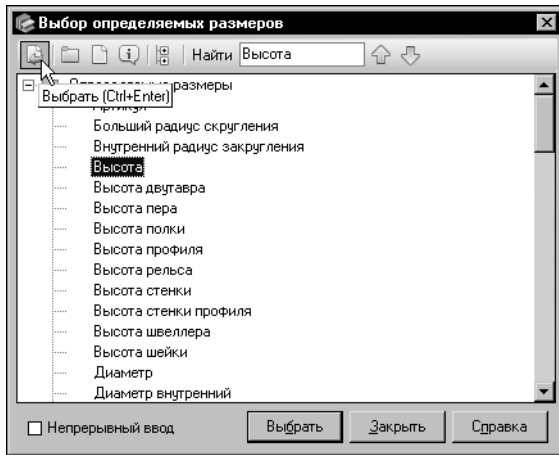 Выбор определяемых размеров
Найти Высота
размеры
Выбрать (Ctrl+Enter)
Больший радиус скругления
Внутренний радиус закругления
Высота
Высота двутавра
Высота пера
Высота полки
Высота профиля
Высота рельса
Высота стенки
Высота стенки профиля
Высота швеллера
Высота шейки
Диаметр
Диаметр внутренний
Непрерывный ввод
Выбрать
Закрыть
Справка